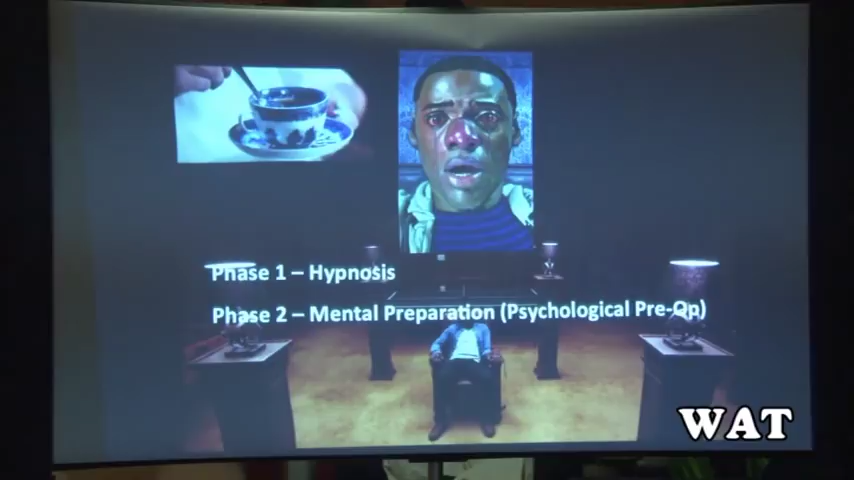 Phase 1 – Hypnosis
Phase 2 – Mental Preparation (Psychological Pre-Op)
WAT